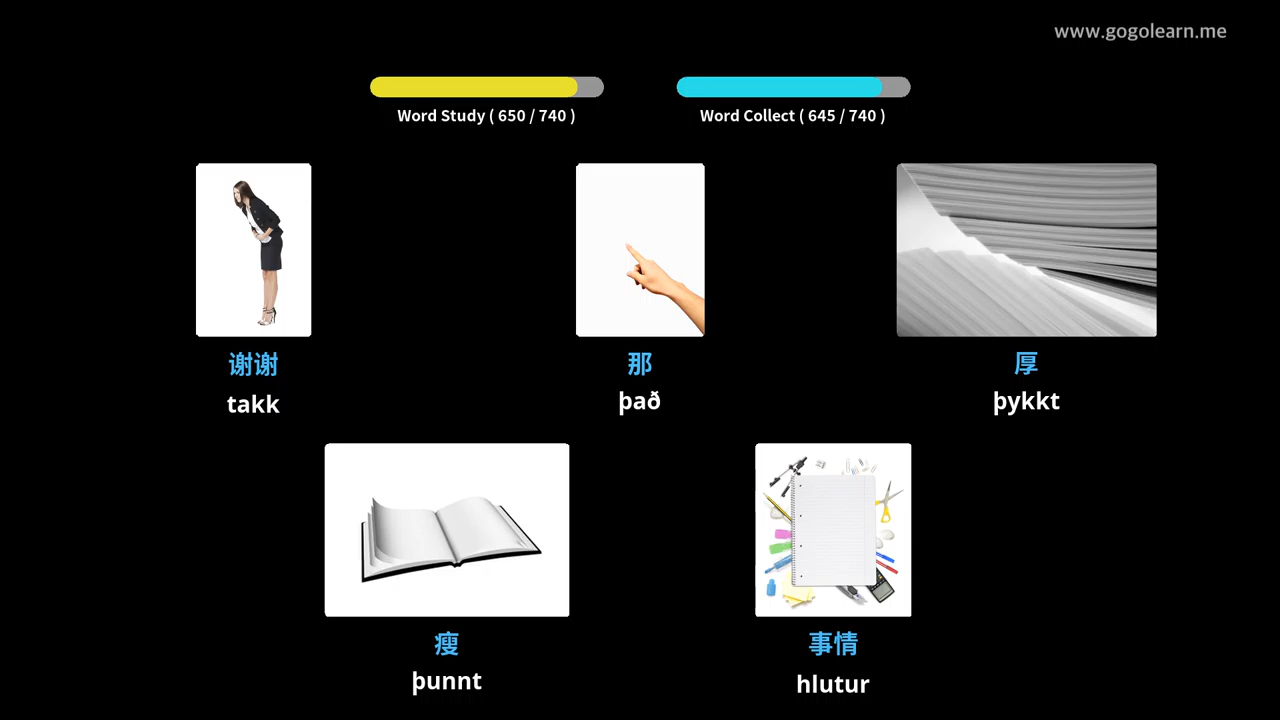 www.gogolearn.me
Word Study ( 650 / 740 )
Word Collect ( 645 / 740 )
谢谢
takk
那
það
厚
þykkt
瘦
þunnt
事情
hlutur